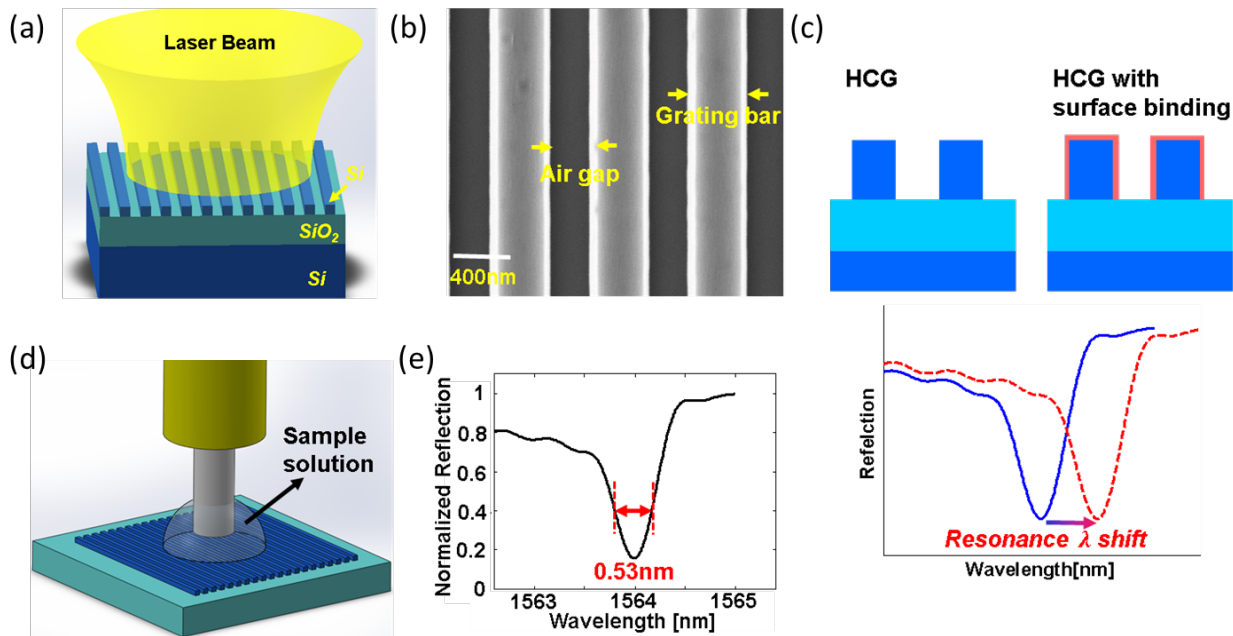 (a)
Laser Beam
Si
SiO2
Si
(b)
Grating bar
Air gap
400nm
(c)
HCG
HCG with
surface binding
Refelction
Resonance λ shift
Wavelength[nm]
(d)
Sample
solution
(e)
Normalized Reflection
1
0.8
0.6
0.4
0.2
0
0.53nm
1563
1564
1565
Wavelength [nm]